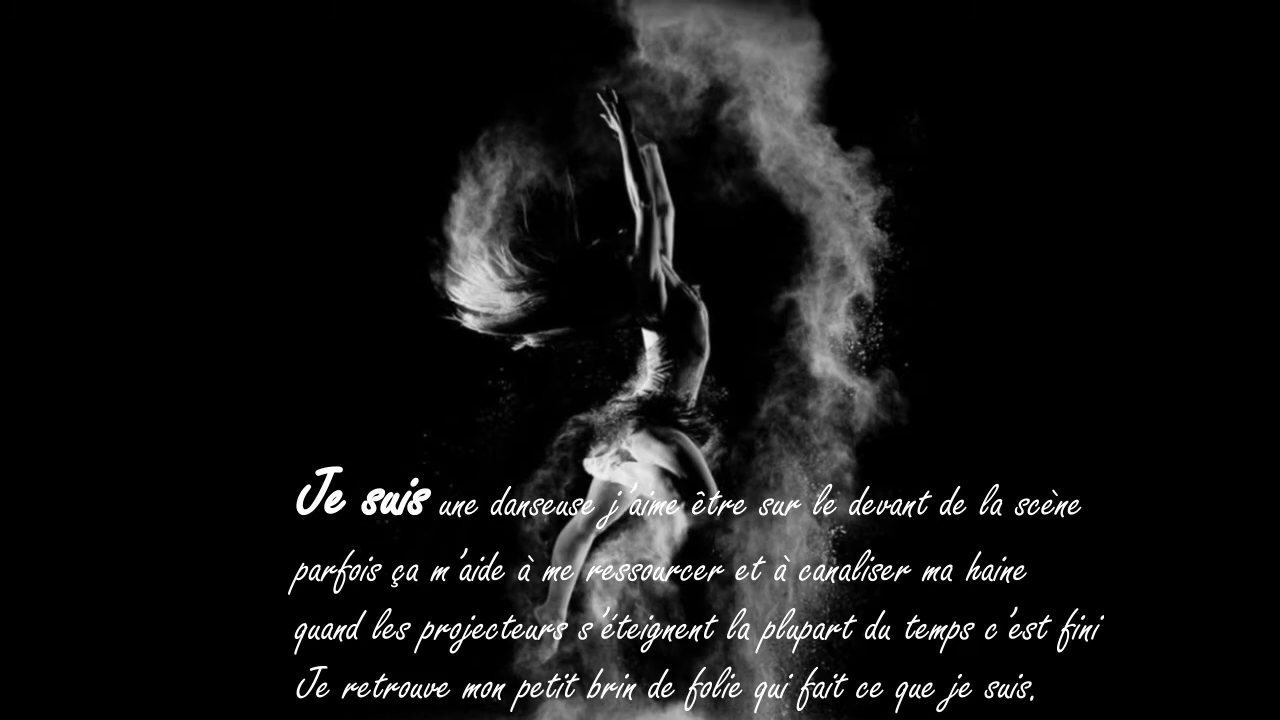 Je suis une danseuse j'aime être sur le devant de la scène
parfois ça m'aide à me ressourcer et à canaliser ma haine
quand les projecteurs s'éteignent la plupart du temps c'est fini
Je retrouve mon petit brin de folie qui fait ce que je suis.